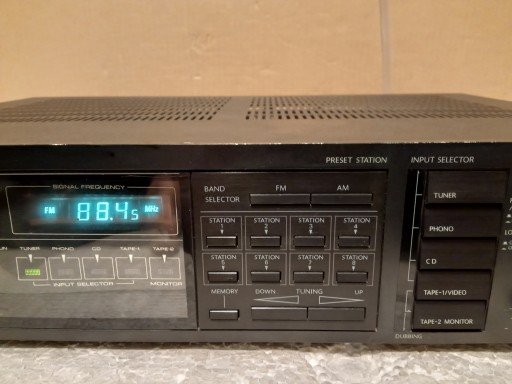 PRESET STATION
INPUT SELECTOR
SIGNAL FREQUENCY
FM 88.45 MHz
BAND SELECTOR
FM
AM
TUNER
PHONO
CD
TAPE-1/VIDEO
TAPE-2 MONITOR
STATION 1
STATION 2
STATION 3
STATION 4
STATION 5
STATION 6
STATION 7
STATION 8
TUNER PHONO CD TAPE-1 TAPE-2
INPUT SELECTOR
MONITOR
MEMORY
DOWN TUNING UP
DUBBING